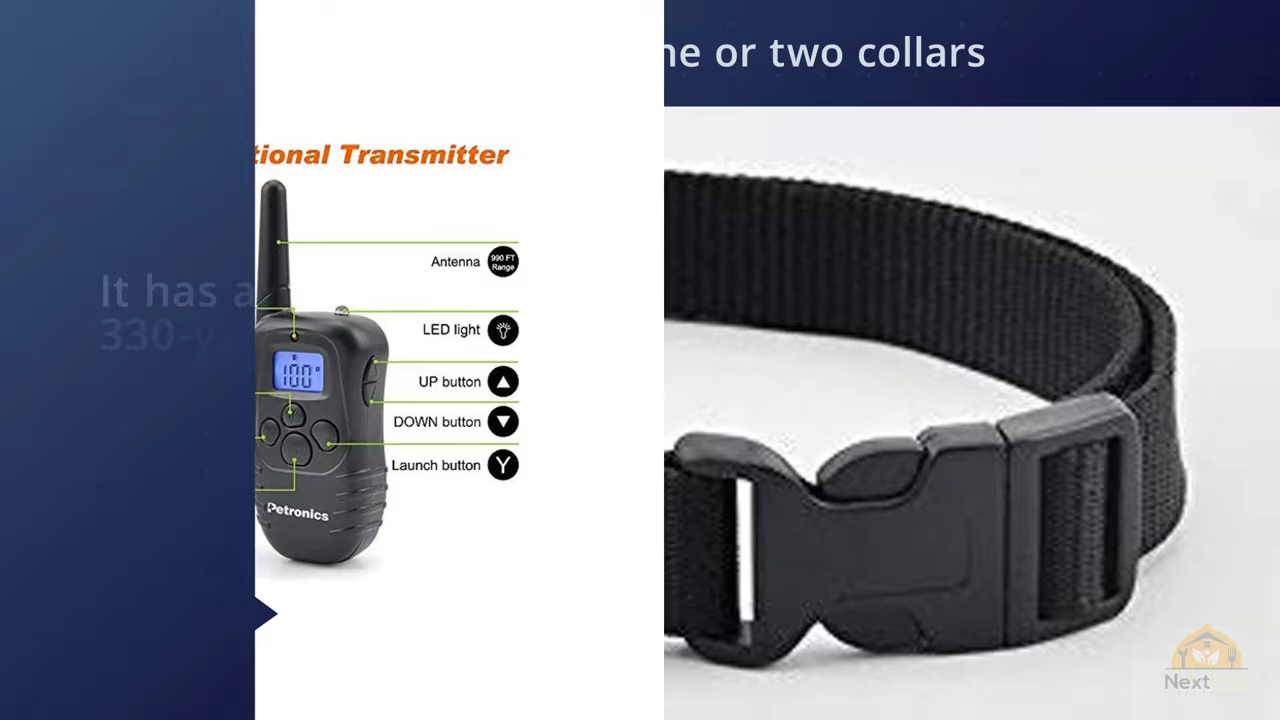 ne or two collars
tional Transmitter
Antenna
990 FT
Range
It has a
330-y
LED light
100
UP button
DOWN button
Launch button
Y
Petronics
Next